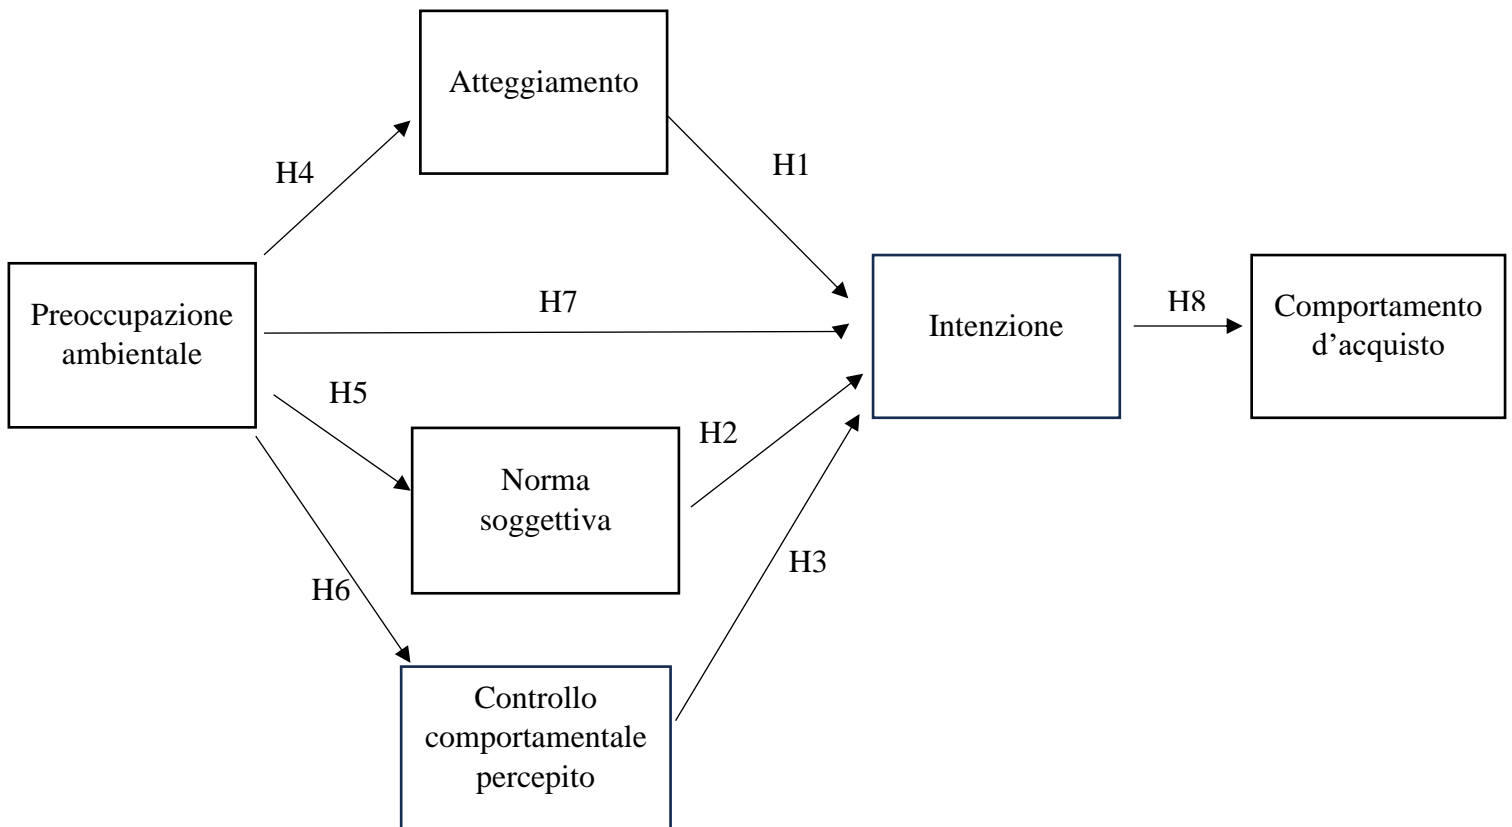 Atteggiamento
H4
H1
Preoccupazione
ambientale
H7
Intenzione
H8
Comportamento
d’acquisto
H5
H2
Norma
soggettiva
H6
H3
Controllo
comportamentale
percepito